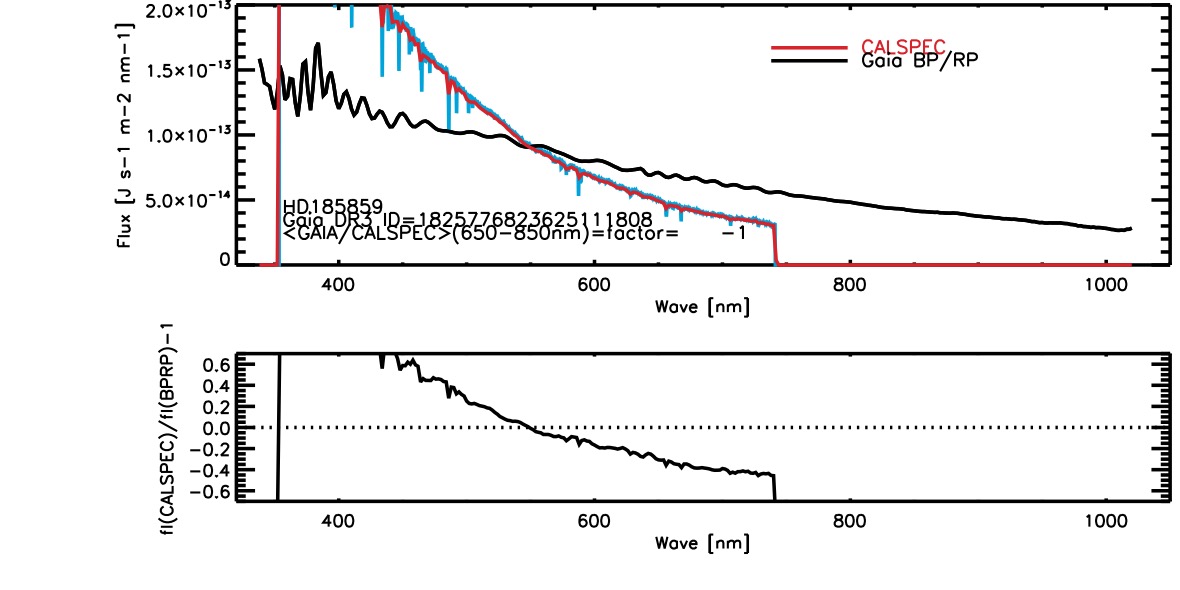 2.0×10−13
1.5×10−13
1.0×10−13
5.0×10−14
0
Flux [J s−1 m−2 nm−1]
CALSPEC
Gaia BP/RP
HD185859
Gaia DR3 ID=1825776823625111808
<GAIA/CALSPEC>(650−850nm)=factor= −1
400 600 800 1000
Wave [nm]
fl(CALSPEC)/fl(BPRP)−1
0.6
0.4
0.2
0.0
−0.2
−0.4
−0.6
400 600 800 1000
Wave [nm]